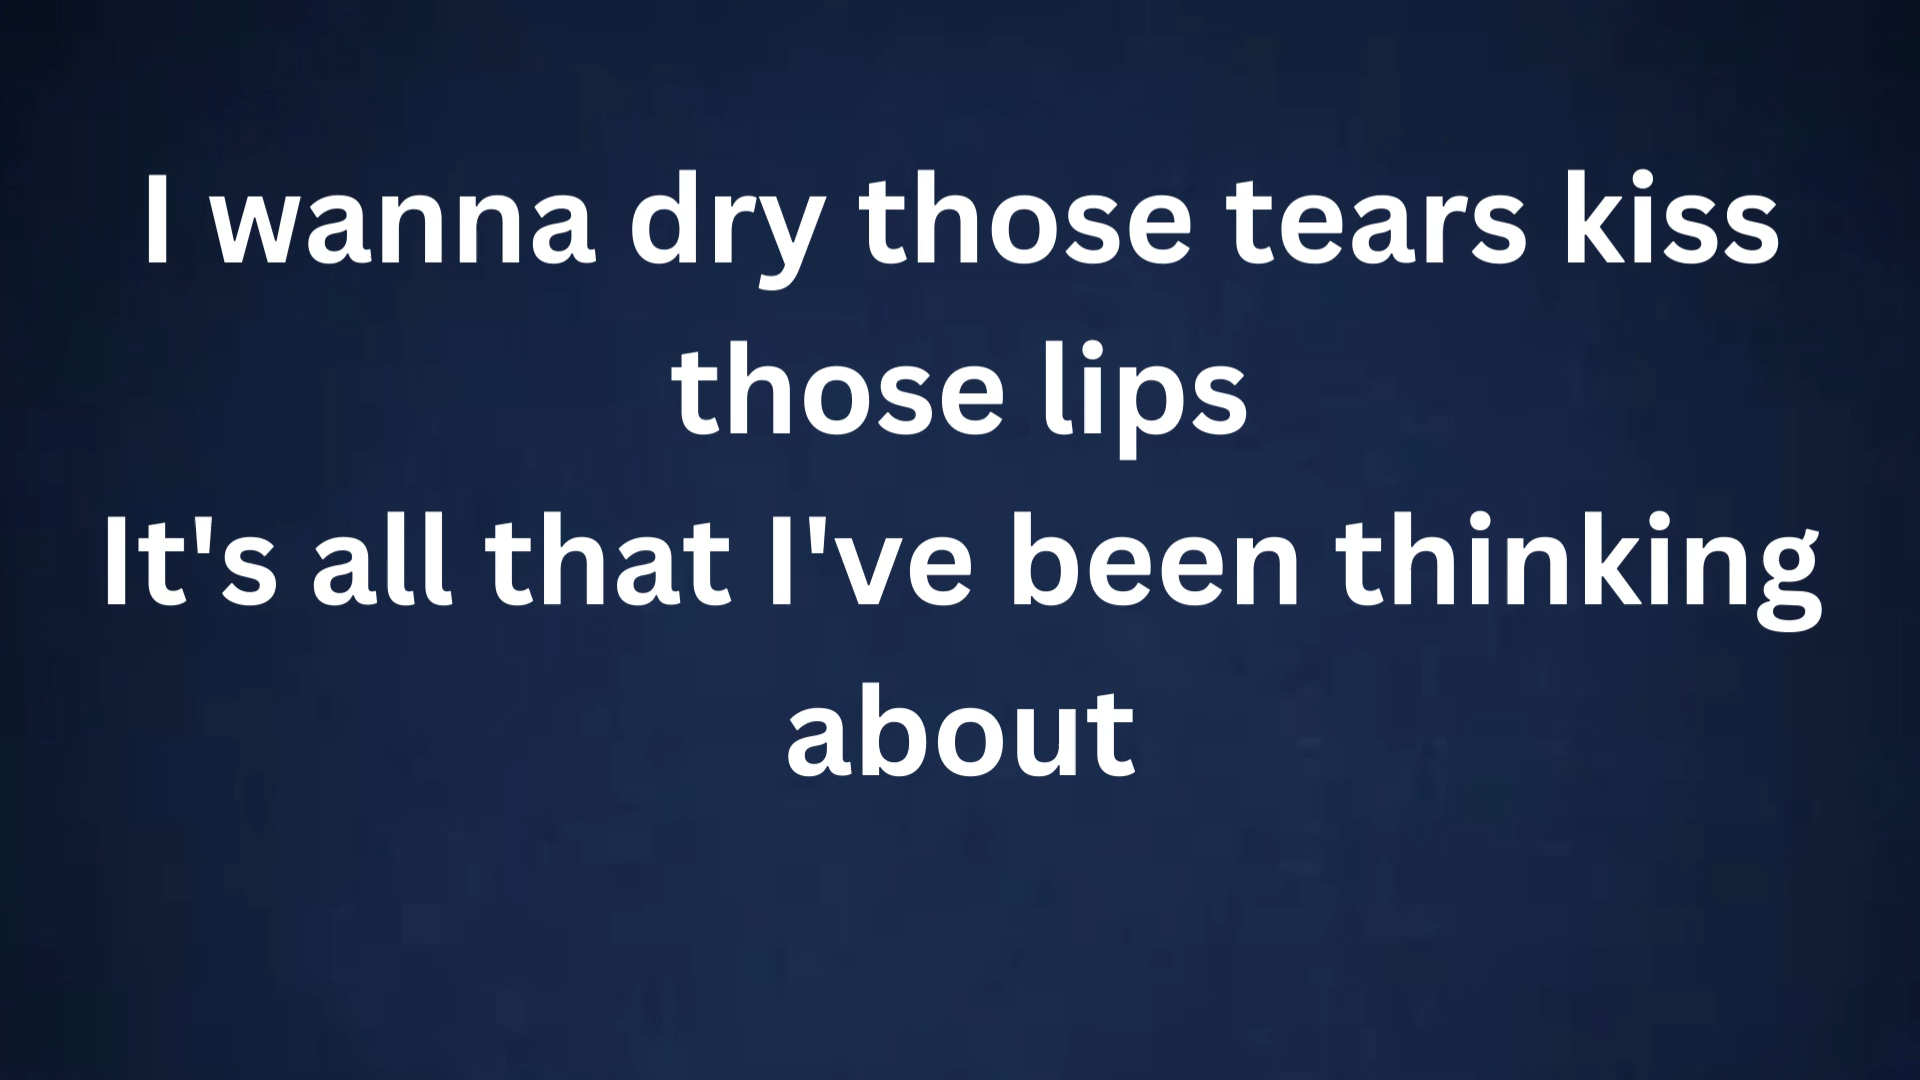 I wanna dry those tears kiss
those lips
It's all that I've been thinking
about